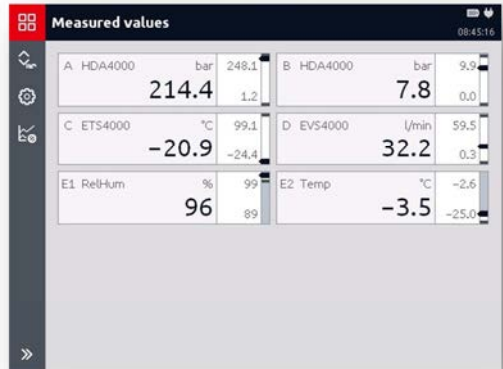 Measured values
08:45:16
A HDA4000 bar 248.1
214.4 1.2
B HDA4000 bar 9.9
7.8 0.0
C ETS4000 °C 99.1
-20.9 -24.4
D EVS4000 l/min 59.5
32.2 0.3
E1 RelHum % 99
96 89
E2 Temp °C -2.6
-3.5 -25.0